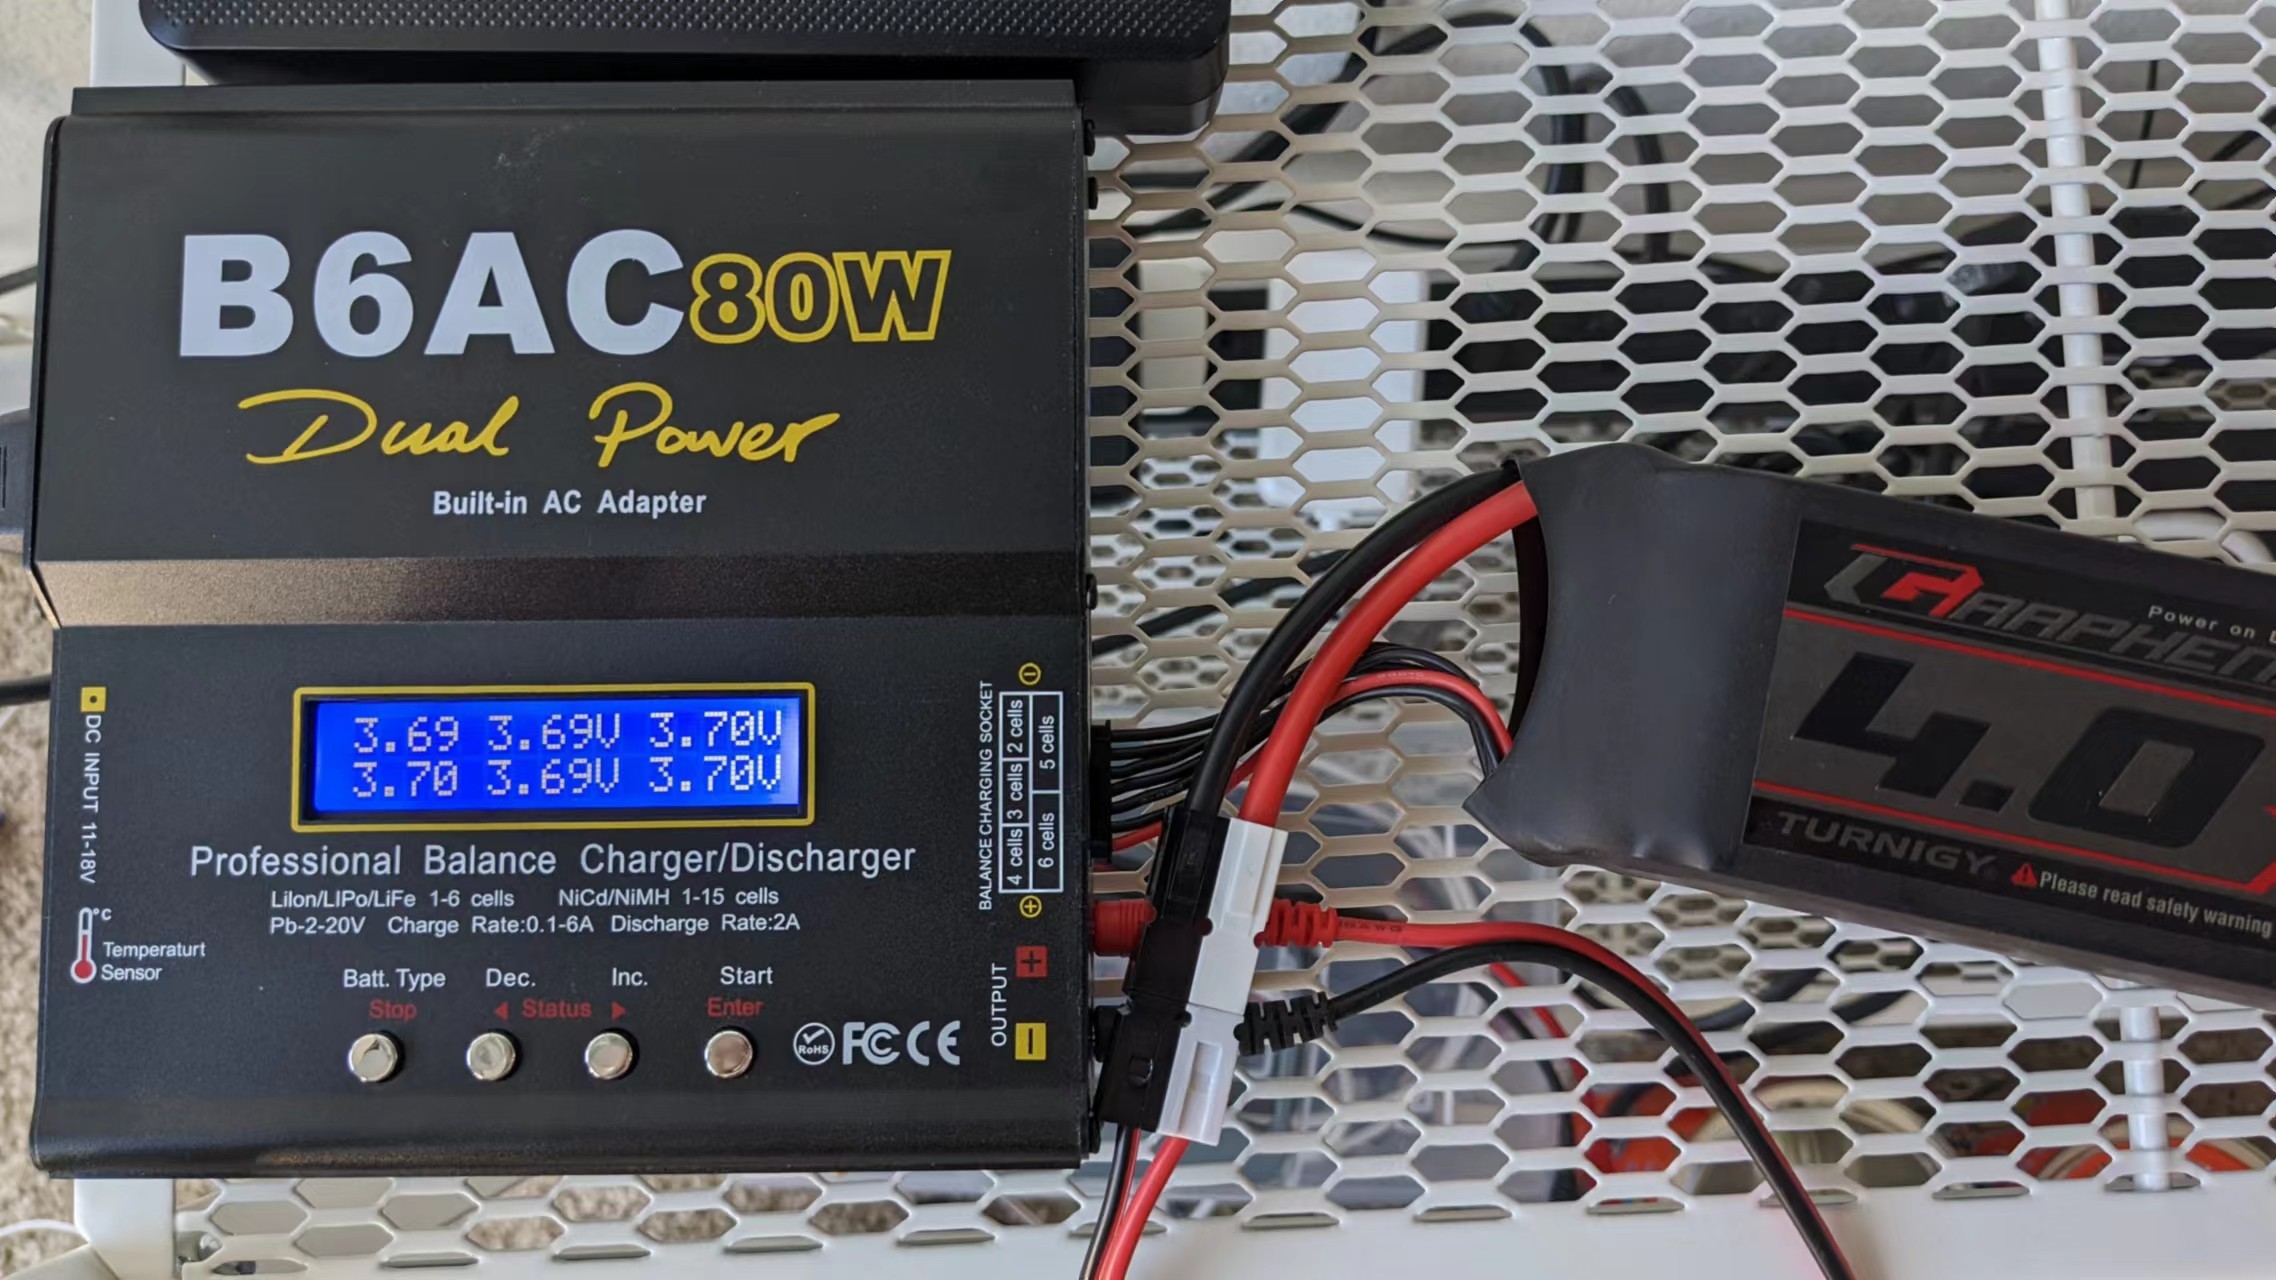 B6AC80W
Dual Power
Built-in AC Adapter
DC INPUT 11-18V
3.69 3.69V 3.70V
3.70 3.69V 3.70V
BALANCE CHARGING SOCKET
4 cells 3 cells 2 cells
6 cells 5 cells
Professional Balance Charger/Discharger
LiIon/LIPo/LiFe 1-6 cells NiCd/NiMH 1-15 cells
Pb-2-20V Charge Rate:0.1-6A Discharge Rate:2A
°C
Temperaturt
Sensor
Batt. Type Dec. Inc. Start
Stop ◀ Status ▶ Enter
RoHS FC CE
OUTPUT
+
-
Power on
4.0
TURNIGY
Please read safety warning